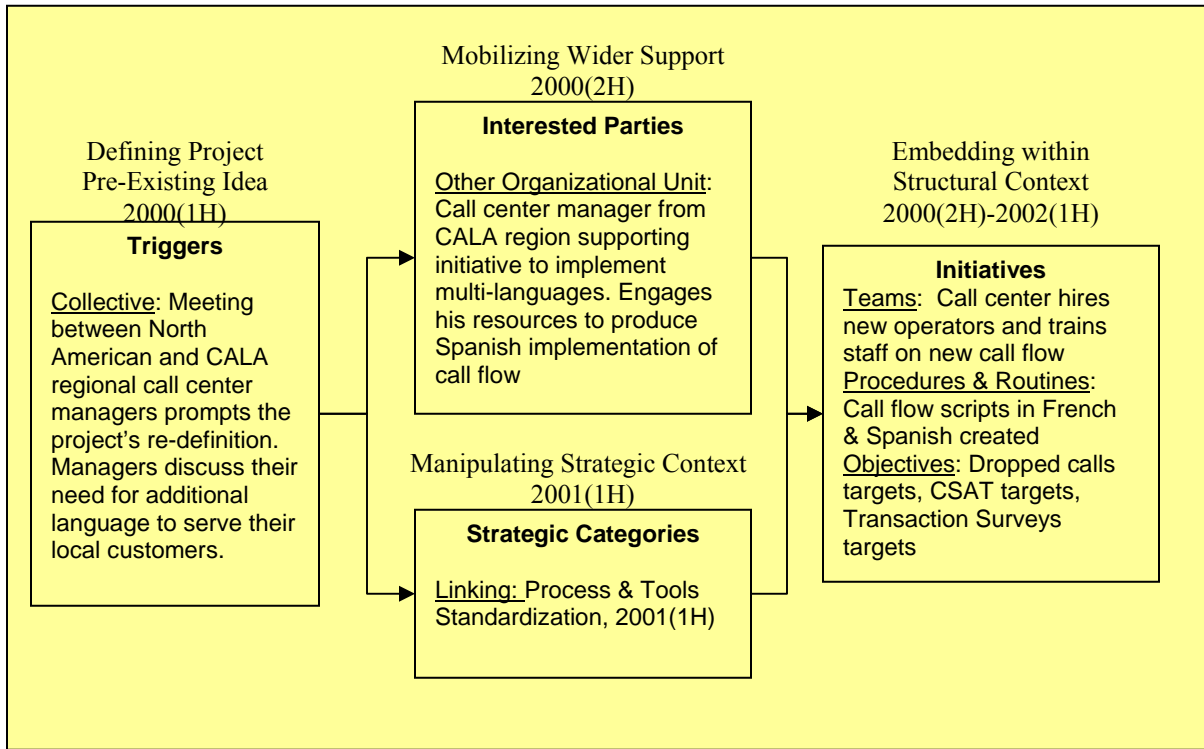 Defining Project
Pre-Existing Idea
2000(1H)
Triggers
Collective: Meeting
between North
American and CALA
regional call center
managers prompts the
project's re-definition.
Managers discuss their
need for additional
language to serve their
local customers.
Mobilizing Wider Support
2000(2H)
Interested Parties
Other Organizational Unit:
Call center manager from
CALA region supporting
initiative to implement
multi-languages. Engages
his resources to produce
Spanish implementation of
call flow
Manipulating Strategic Context
2001(1H)
Strategic Categories
Linking: Process & Tools
Standardization, 2001(1H)
Embedding within
Structural Context
2000(2H)-2002(1H)
Initiatives
Teams:  Call center hires
new operators and trains
staff on new call flow
Procedures & Routines:
Call flow scripts in French
& Spanish created
Objectives: Dropped calls
targets, CSAT targets,
Transaction Surveys
targets